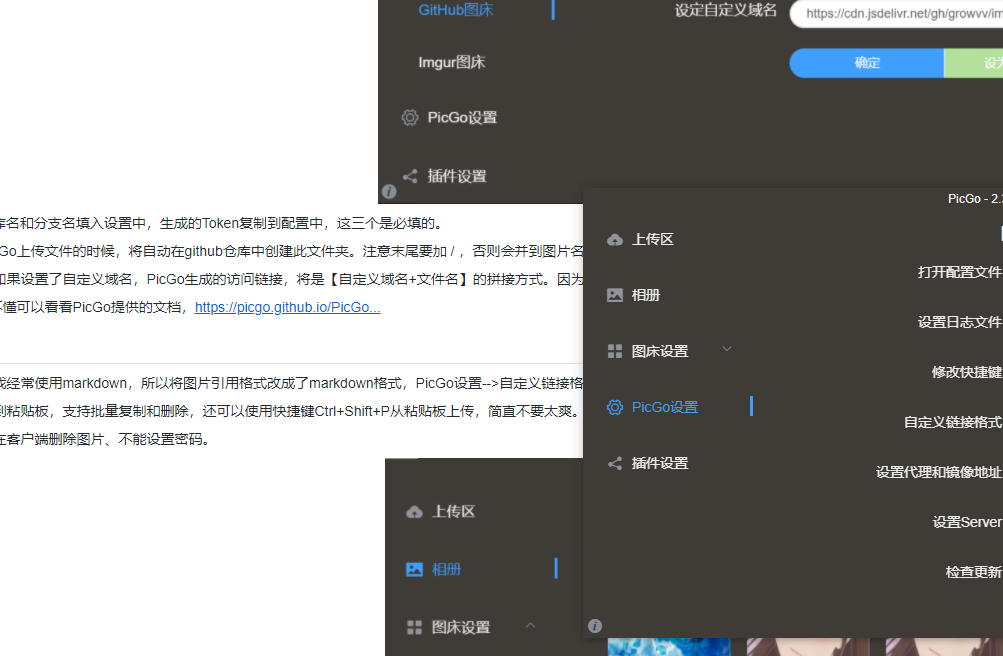 GitHub图床
设定自定义域名
https://cdn.jsdelivr.net/gh/growvv/im
Imgur图床
确定
设为
PicGo设置
插件设置
库名和分支名填入设置中，生成的Token复制到配置中，这三个是必填的。
Go上传文件的时候，将自动在github仓库中创建此文件夹。注意末尾要加 / ，否则会并到图片名
如果设置了自定义域名，PicGo生成的访问链接，将是【自定义域名+文件名】的拼接方式。因为
不懂可以看看PicGo提供的文档，https://picgo.github.io/PicGo...
我经常使用markdown，所以将图片引用格式改成了markdown格式，PicGo设置-->自定义链接格
到粘贴板，支持批量复制和删除，还可以使用快捷键Ctrl+Shift+P从粘贴板上传，简直不要太爽。
在客户端删除图片、不能设置密码。
上传区
相册
图床设置
PicGo - 2.
上传区
相册
图床设置
PicGo设置
插件设置
打开配置文件
设置日志文件
修改快捷键
自定义链接格式
设置代理和镜像地址
设置Server
检查更新